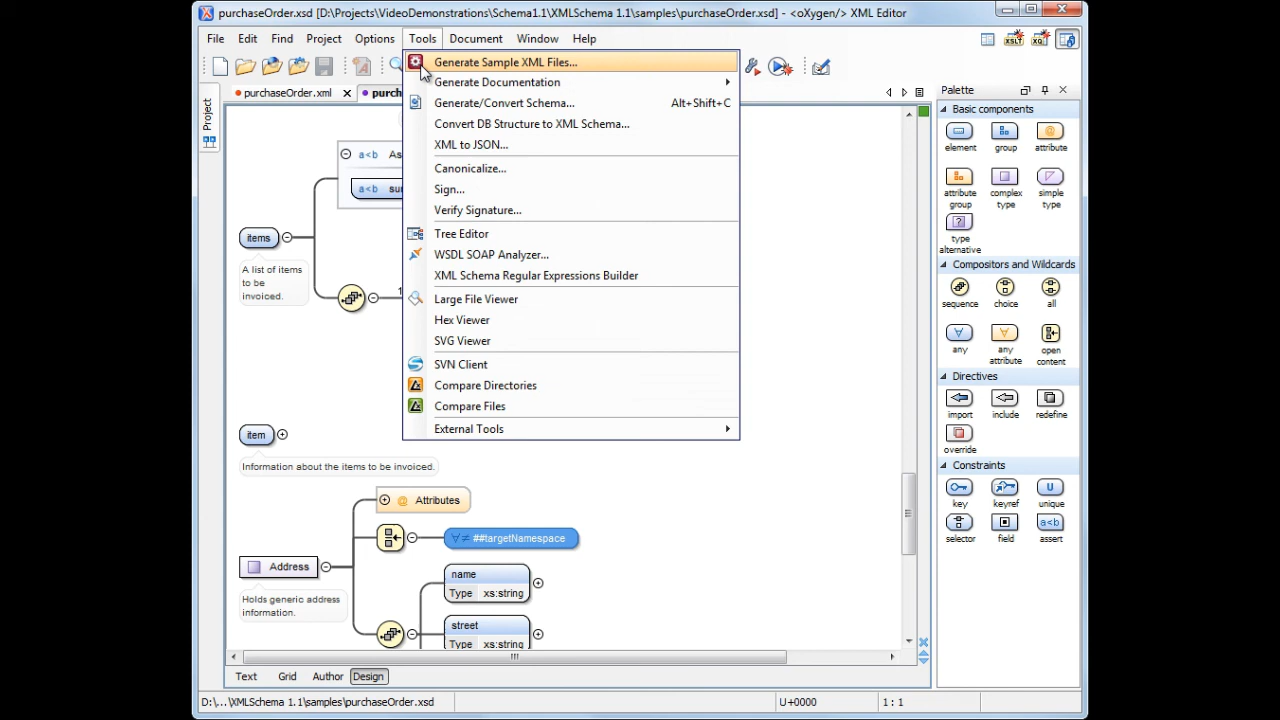 purchaseOrder.xsd [D:\Projects\VideoDemonstrations\Schema1.1\XMLSchema 1.1\samples\purchaseOrder.xsd] - <oXygen/> XML Editor
File Edit Find Project Options Tools Document Window Help
XSLT XQ
Project
purchaseOrder.xml
Generate Sample XML Files...
Generate Documentation
Generate/Convert Schema... Alt+Shift+C
Convert DB Structure to XML Schema...
XML to JSON...
Canonicalize...
Sign...
Verify Signature...
Tree Editor
WSDL SOAP Analyzer...
XML Schema Regular Expressions Builder
Large File Viewer
Hex Viewer
SVG Viewer
SVN Client
Compare Directories
Compare Files
External Tools
a<b As
a<b
items
A list of items
to be
invoiced.
1
item
Information about the items to be invoiced.
@ Attributes
∀≠ ##targetNamespace
Address
Holds generic address
information.
name
Type xs:string
street
Type xs:string
Palette
Basic components
element group attribute
attribute
group
complex
type
simple
type
type
alternative
Compositors and Wildcards
sequence choice all
any
any
attribute
open
content
Directives
import include redefine
override
Constraints
key keyref unique
selector field assert
Text Grid Author Design
D:\...\XMLSchema 1.1\samples\purchaseOrder.xsd U+0000 1 : 1